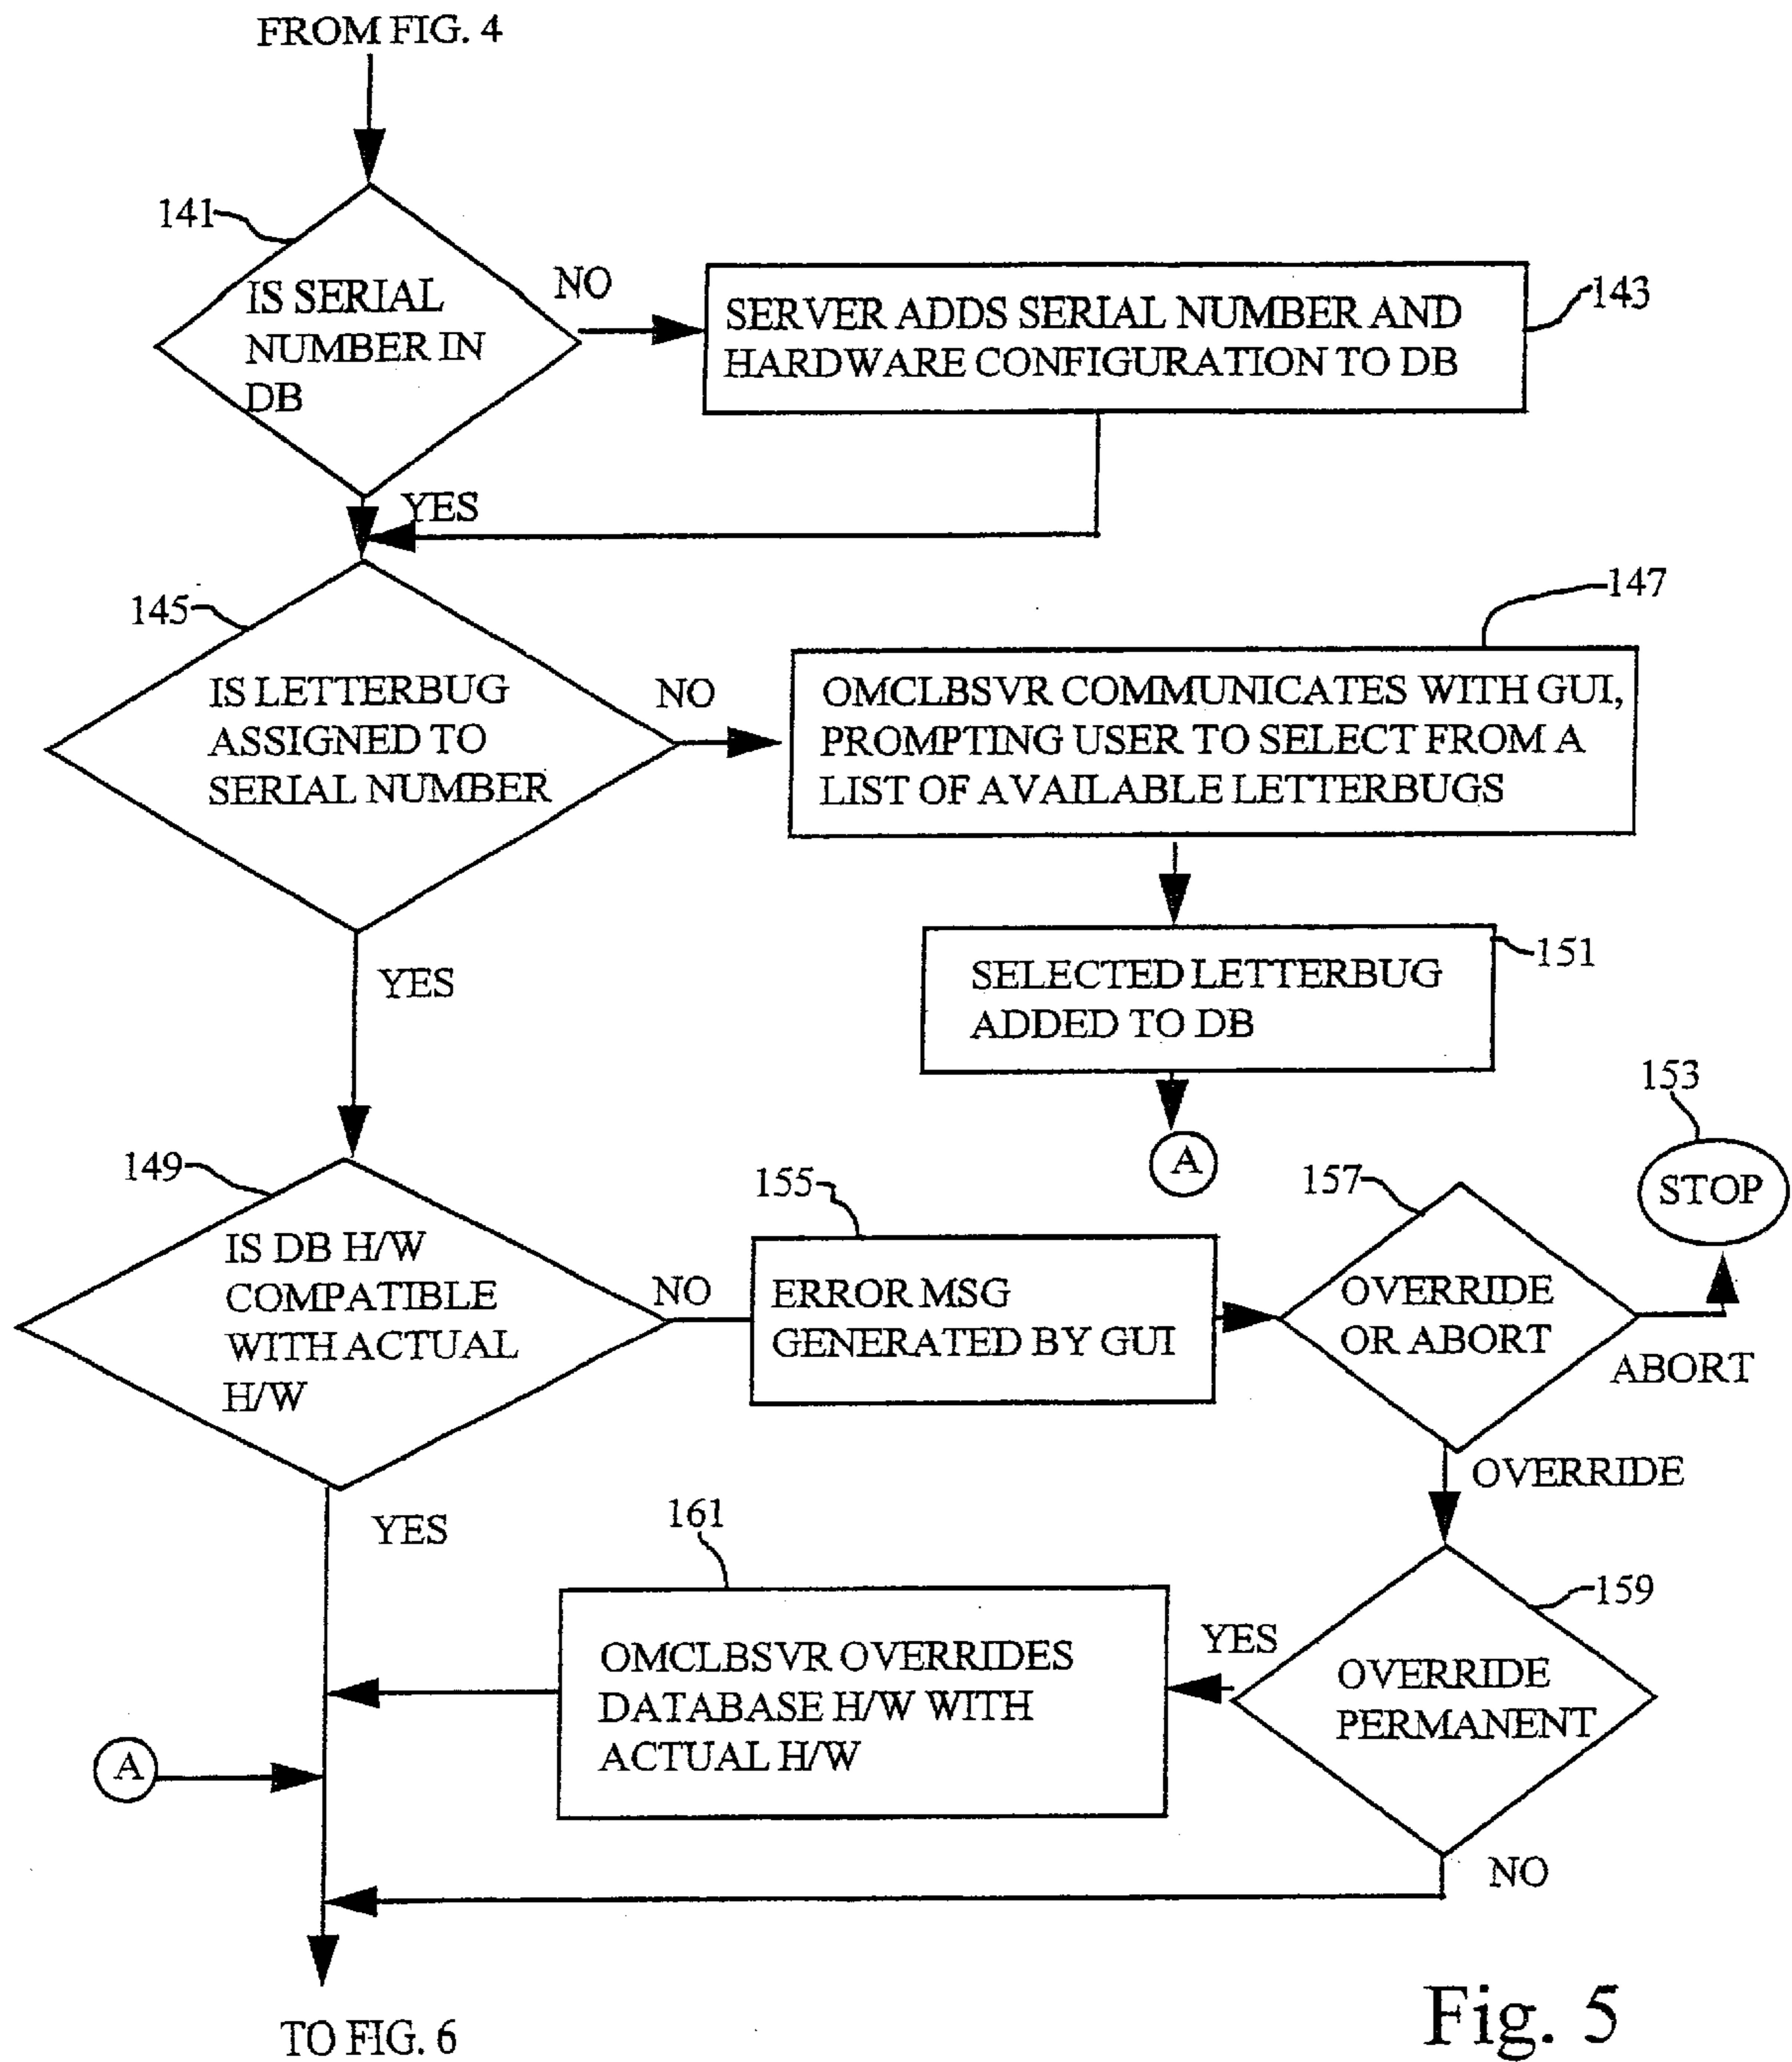 FROM FIG. 4
141
IS SERIAL
NUMBER IN
DB
NO
SERVER ADDS SERIAL NUMBER AND
HARDWARE CONFIGURATION TO DB
143
YES
145
IS LETTERBUG
ASSIGNED TO
SERIAL NUMBER
NO
147
OMCLBSVR COMMUNICATES WITH GUI,
PROMPTING USER TO SELECT FROM A
LIST OF AVAILABLE LETTERBUGS
YES
151
SELECTED LETTERBUG
ADDED TO DB
A
153
STOP
149
IS DB H/W
COMPATIBLE
WITH ACTUAL
H/W
NO
155
ERROR MSG
GENERATED BY GUI
157
OVERRIDE
OR ABORT
ABORT
OVERRIDE
YES
161
OMCLBSVR OVERRIDES
DATABASE H/W WITH
ACTUAL H/W
YES
159
OVERRIDE
PERMANENT
A
NO
TO FIG. 6
Fig. 5